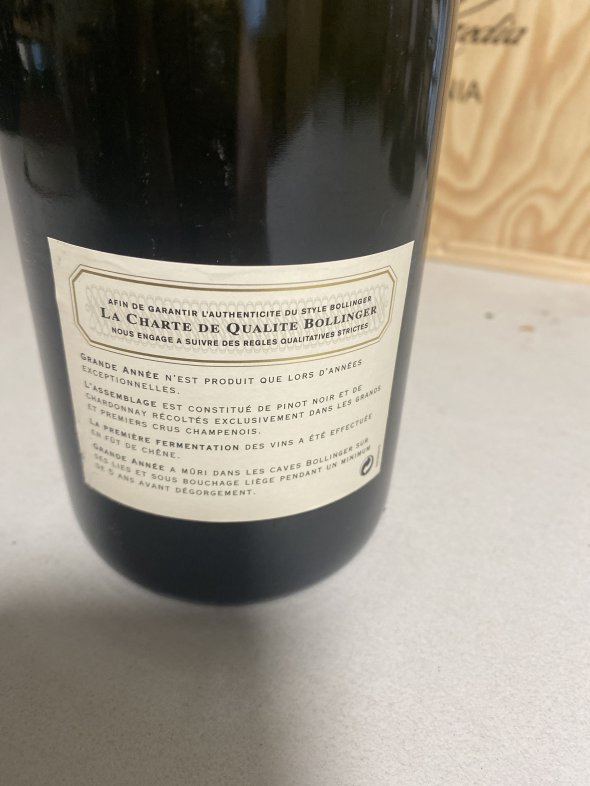 AFIN DE GARANTIR L'AUTHENTICITE DU STYLE BOLLINGER
LA CHARTE DE QUALITE BOLLINGER
NOUS ENGAGE A SUIVRE DES REGLES QUALITATIVES STRICTES
GRANDE ANNÉE N'EST PRODUIT QUE LORS D'ANNÉES
EXCEPTIONNELLES.
L'ASSEMBLAGE EST CONSTITUÉ DE PINOT NOIR ET DE
CHARDONNAY RÉCOLTÉS EXCLUSIVEMENT DANS LES GRANDS
ET PREMIERS CRUS CHAMPENOIS.
LA PREMIÈRE FERMENTATION DES VINS A ÉTÉ EFFECTUÉE
EN FÛT DE CHÊNE.
GRANDE ANNÉE A MÛRI DANS LES CAVES BOLLINGER SUR
SES LIES ET SOUS BOUCHAGE LIÈGE PENDANT UN MINIMUM
DE 5 ANS AVANT DÉGORGEMENT.